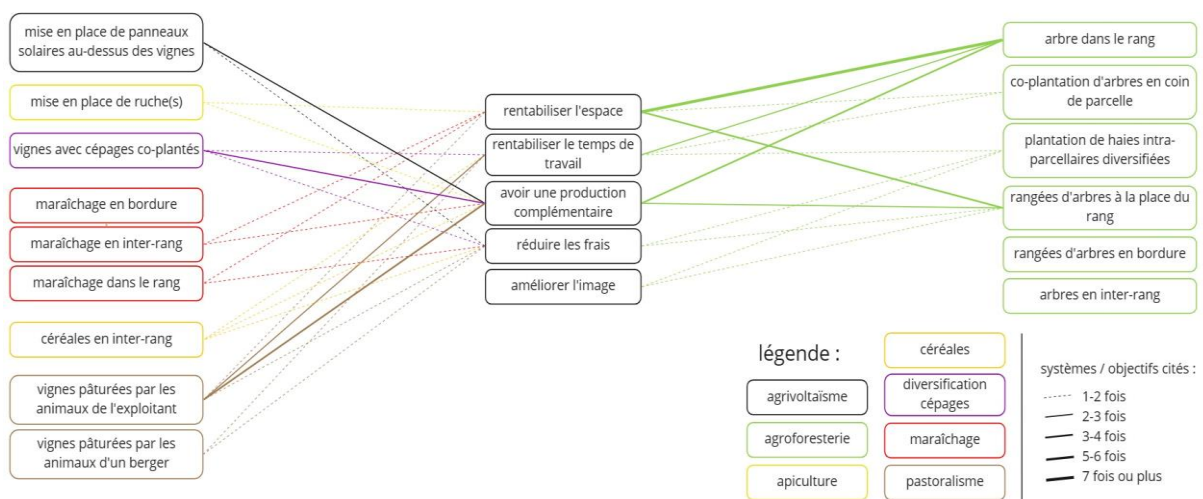 mise en place de panneaux
solaires au-dessus des vignes
mise en place de ruche(s)
vignes avec cépages co-plantés
maraîchage en bordure
maraîchage en inter-rang
maraîchage dans le rang
céréales en inter-rang
vignes pâturées par les
animaux de l'exploitant
vignes pâturées par les
animaux d'un berger
rentabiliser l'espace
rentabiliser le temps de
travail
avoir une production
complémentaire
réduire les frais
améliorer l'image
arbre dans le rang
co-plantation d'arbres en coin
de parcelle
plantation de haies intra-
parcellaires diversifiées
rangées d'arbres à la place du
rang
rangées d'arbres en bordure
arbres en inter-rang
légende :
agrivoltaïsme
agroforesterie
apiculture
céréales
diversification
cépages
maraîchage
pastoralisme
systèmes / objectifs cités :
1-2 fois
2-3 fois
3-4 fois
5-6 fois
7 fois ou plus